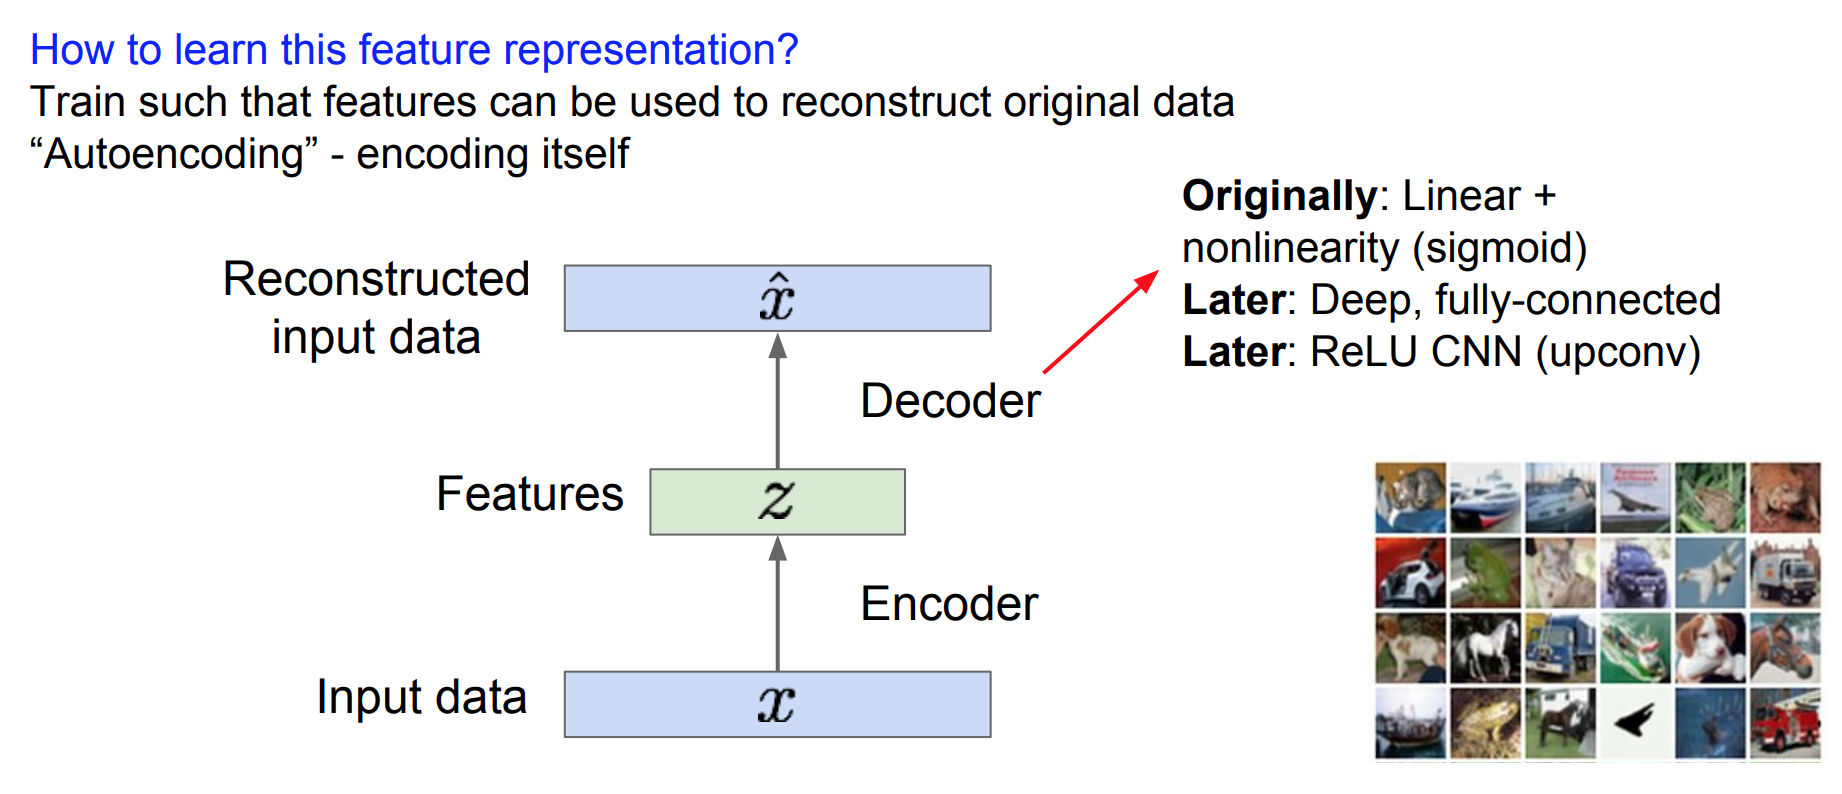 How to learn this feature representation?
Train such that features can be used to reconstruct original data
“Autoencoding” - encoding itself
Originally: Linear +
nonlinearity (sigmoid)
Later: Deep, fully-connected
Later: ReLU CNN (upconv)
Reconstructed
input data
x̂
Decoder
Features
z
Encoder
Input data
x